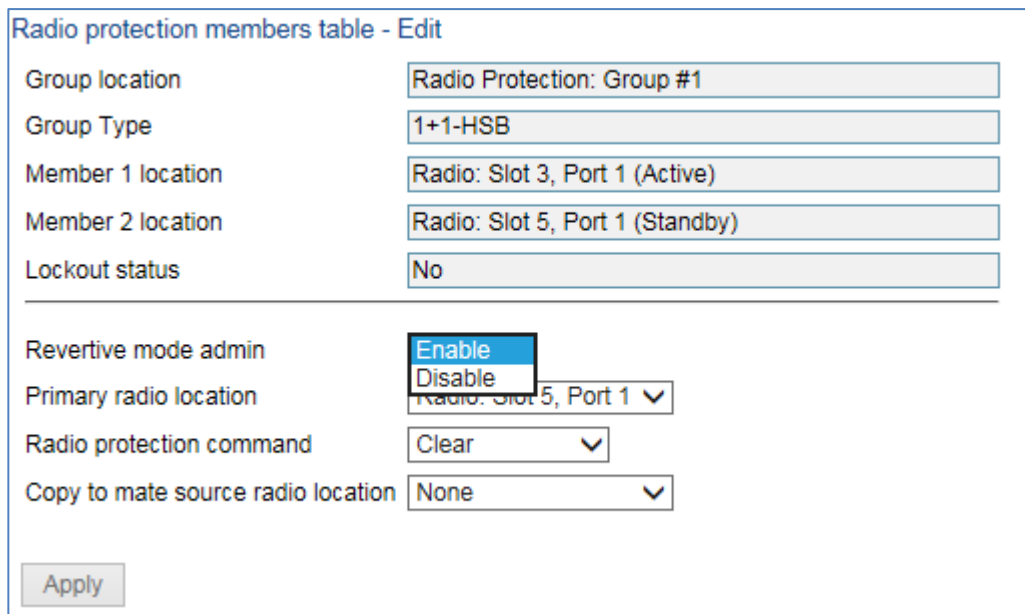 Radio protection members table - Edit
Group location Radio Protection: Group #1
Group Type 1+1-HSB
Member 1 location Radio: Slot 3, Port 1 (Active)
Member 2 location Radio: Slot 5, Port 1 (Standby)
Lockout status No
Revertive mode admin Enable
Disable
Primary radio location Radio: Slot 5, Port 1
Radio protection command Clear
Copy to mate source radio location None
Apply